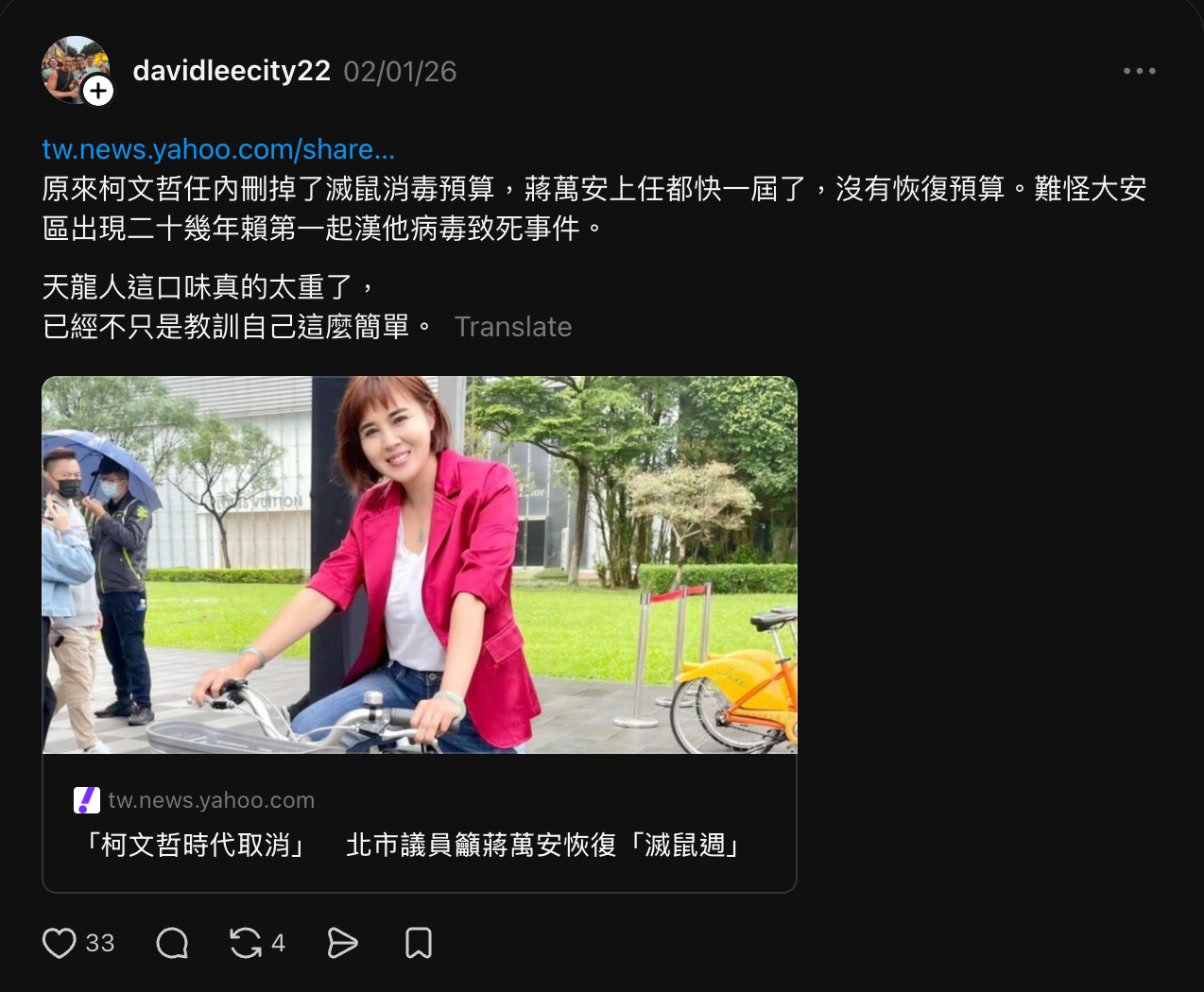 davidleecity22 02/01/26
tw.news.yahoo.com/share...
原來柯文哲任內刪掉了滅鼠消毒預算，蔣萬安上任都快一屆了，沒有恢復預算。難怪大安
區出現二十幾年賴第一起漢他病毒致死事件。
天龍人這口味真的太重了，
已經不只是教訓自己這麼簡單。 Translate
VUITTON
tw.news.yahoo.com
「柯文哲時代取消」 北市議員籲蔣萬安恢復「滅鼠週」
33 4